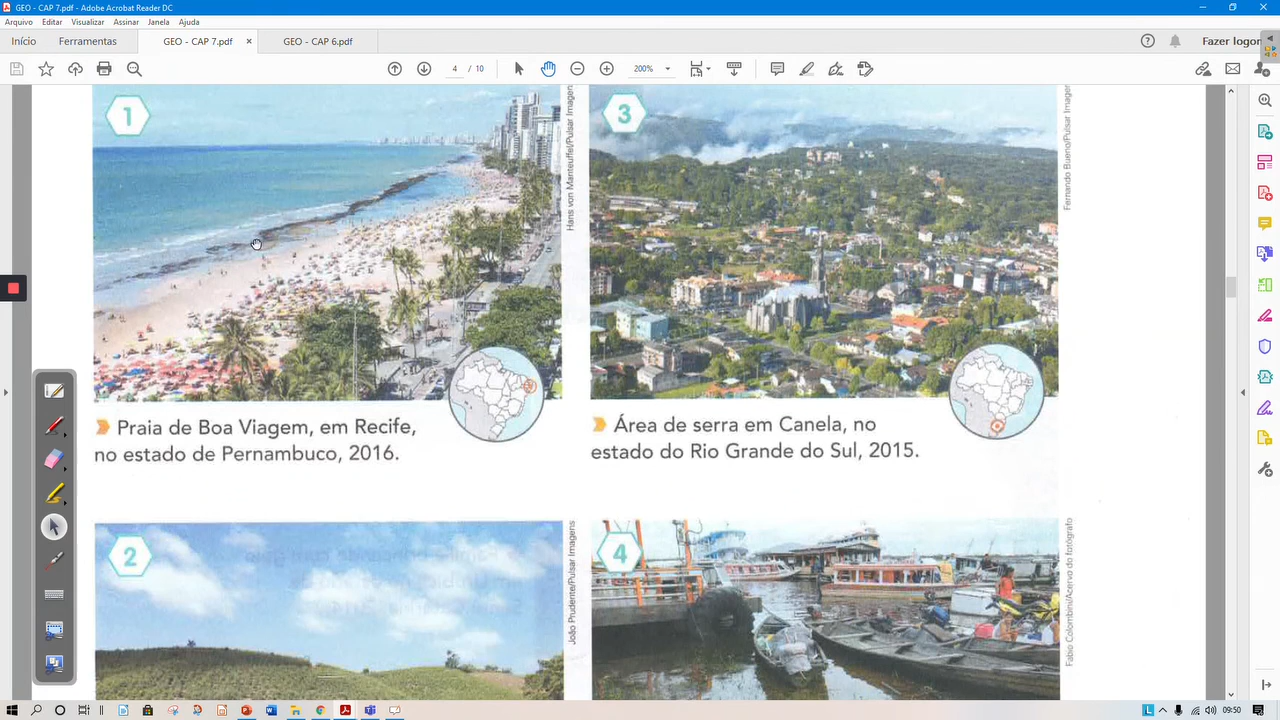 GEO - CAP 7.pdf - Adobe Acrobat Reader DC
Arquivo Editar Visualizar Assinar Janela Ajuda
Início Ferramentas GEO - CAP 7.pdf × GEO - CAP 6.pdf Fazer logon
4 / 10 200%
1
Hans von Manteuffel/Pulsar Imagens
Praia de Boa Viagem, em Recife,
no estado de Pernambuco, 2016.
3
Fernando Bueno/Pulsar Imagens
Área de serra em Canela, no
estado do Rio Grande do Sul, 2015.
2
João Prudente/Pulsar Imagens
4
Fabio Colombini/Acervo do fotógrafo
09:50